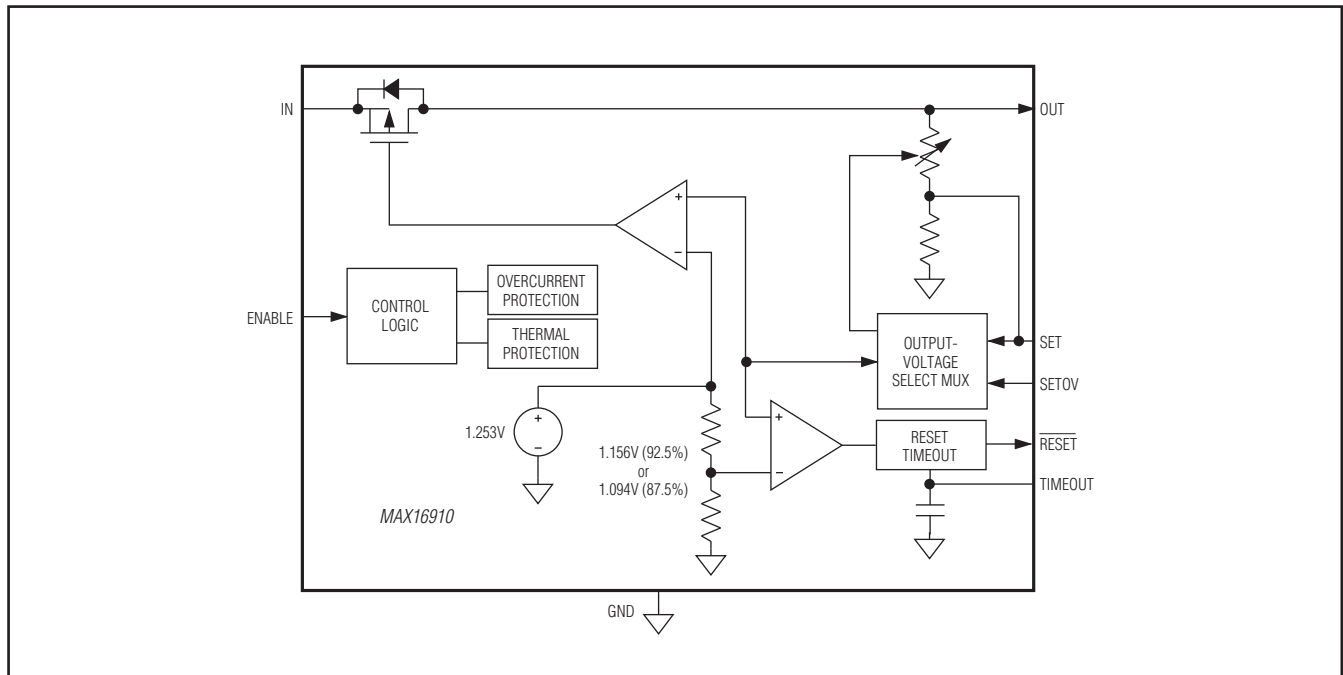 IN
OUT
+
−
ENABLE
CONTROL
LOGIC
OVERCURRENT
PROTECTION
THERMAL
PROTECTION
OUTPUT-
VOLTAGE
SELECT MUX
SET
SETOV
1.253V
+
−
1.156V (92.5%)
or
1.094V (87.5%)
+
−
RESET
TIMEOUT
RESET
TIMEOUT
MAX16910
GND